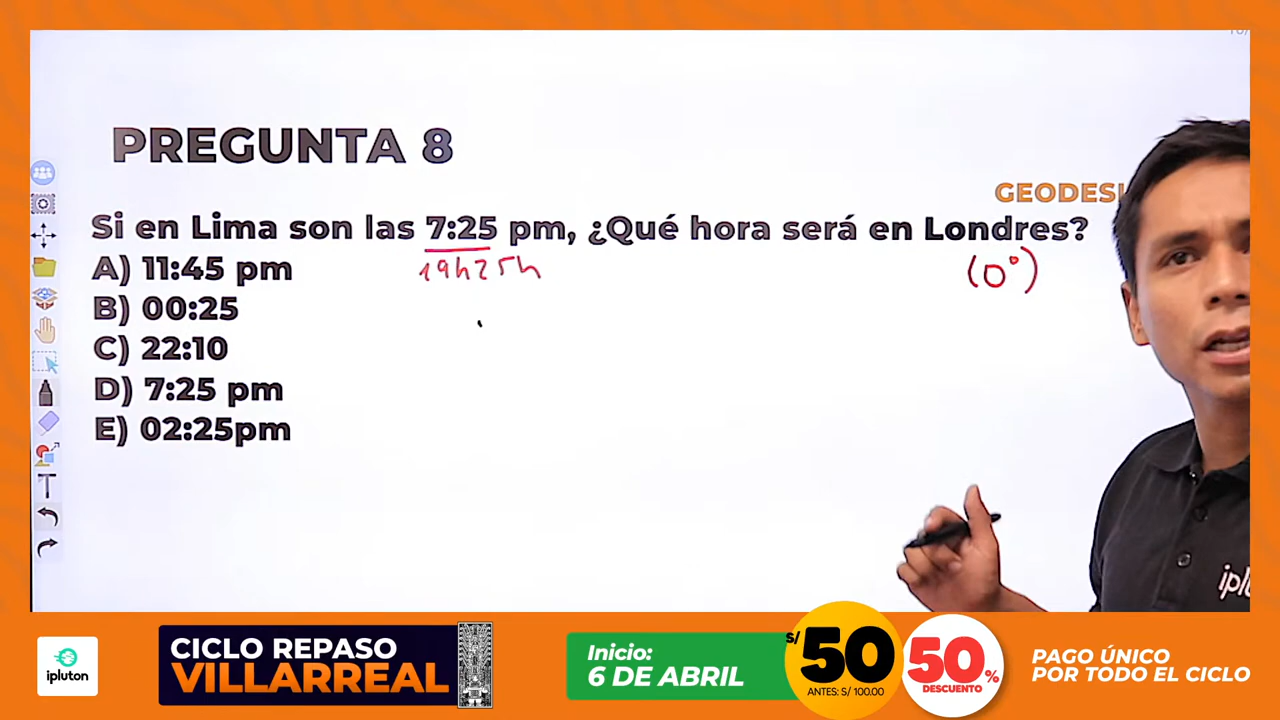 PREGUNTA 8
GEODESI
Si en Lima son las 7:25 pm, ¿Qué hora será en Londres?
19h25h
(0°)
A) 11:45 pm
B) 00:25
C) 22:10
D) 7:25 pm
E) 02:25pm
ipl
ipluton
CICLO REPASO
VILLARREAL
Inicio:
6 DE ABRIL
S/ 50
ANTES: S/ 100.00
50%
DESCUENTO
PAGO ÚNICO
POR TODO EL CICLO